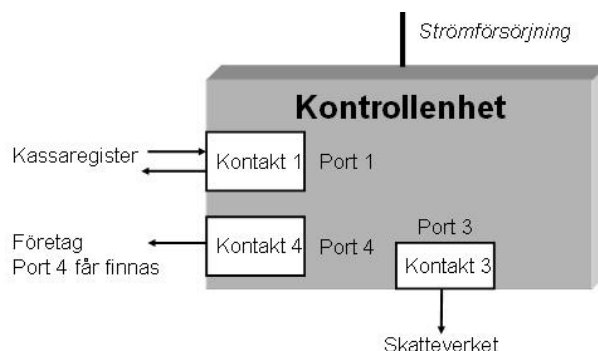 Strömförsörjning
Kontrollenhet
Kassaregister
Kontakt 1
Port 1
Företag
Port 4 får finnas
Kontakt 4
Port 4
Port 3
Kontakt 3
Skatteverket